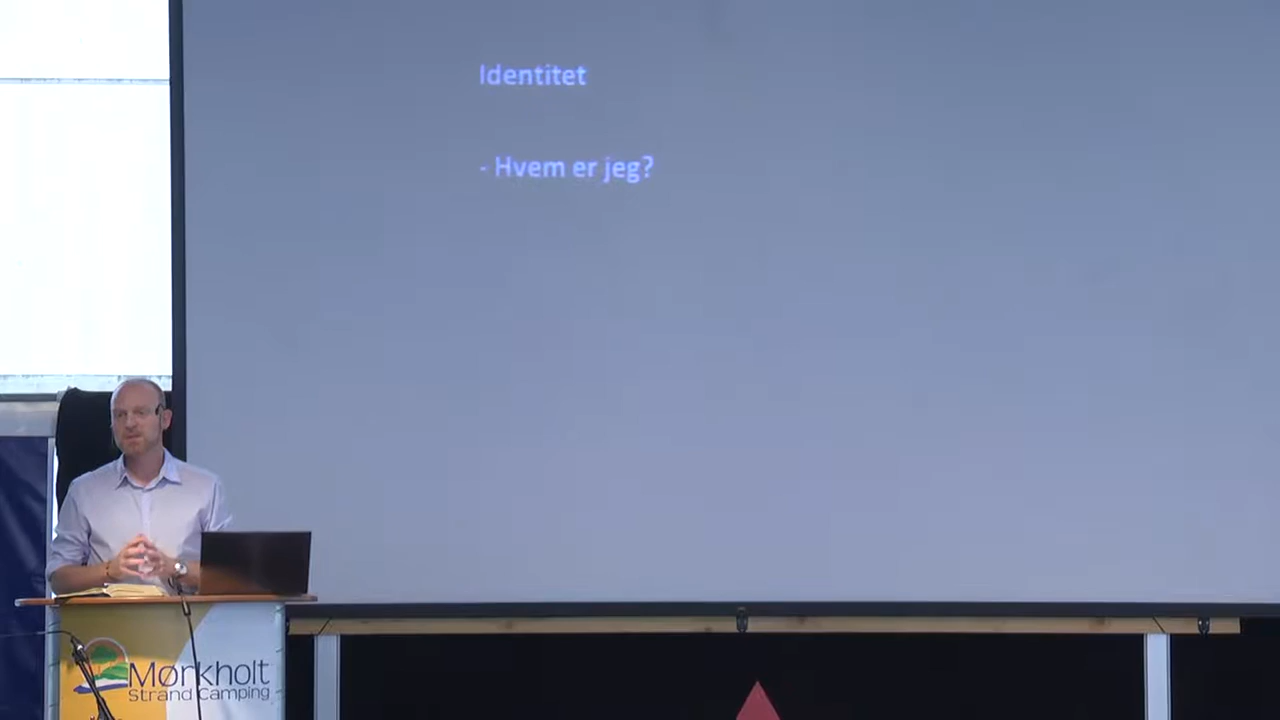 Identitet
- Hvem er jeg?
Mørkholt
Strand Camping